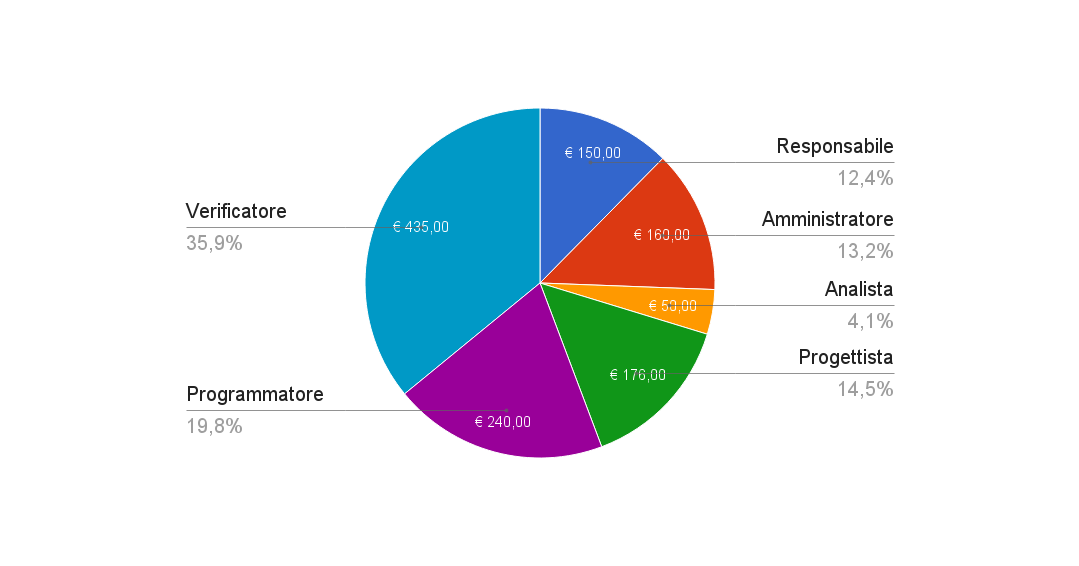 Responsabile
12,4%
€ 150,00
Amministratore
13,2%
€ 160,00
Analista
4,1%
€ 50,00
Progettista
14,5%
€ 176,00
Programmatore
19,8%
€ 240,00
Verificatore
35,9%
€ 435,00